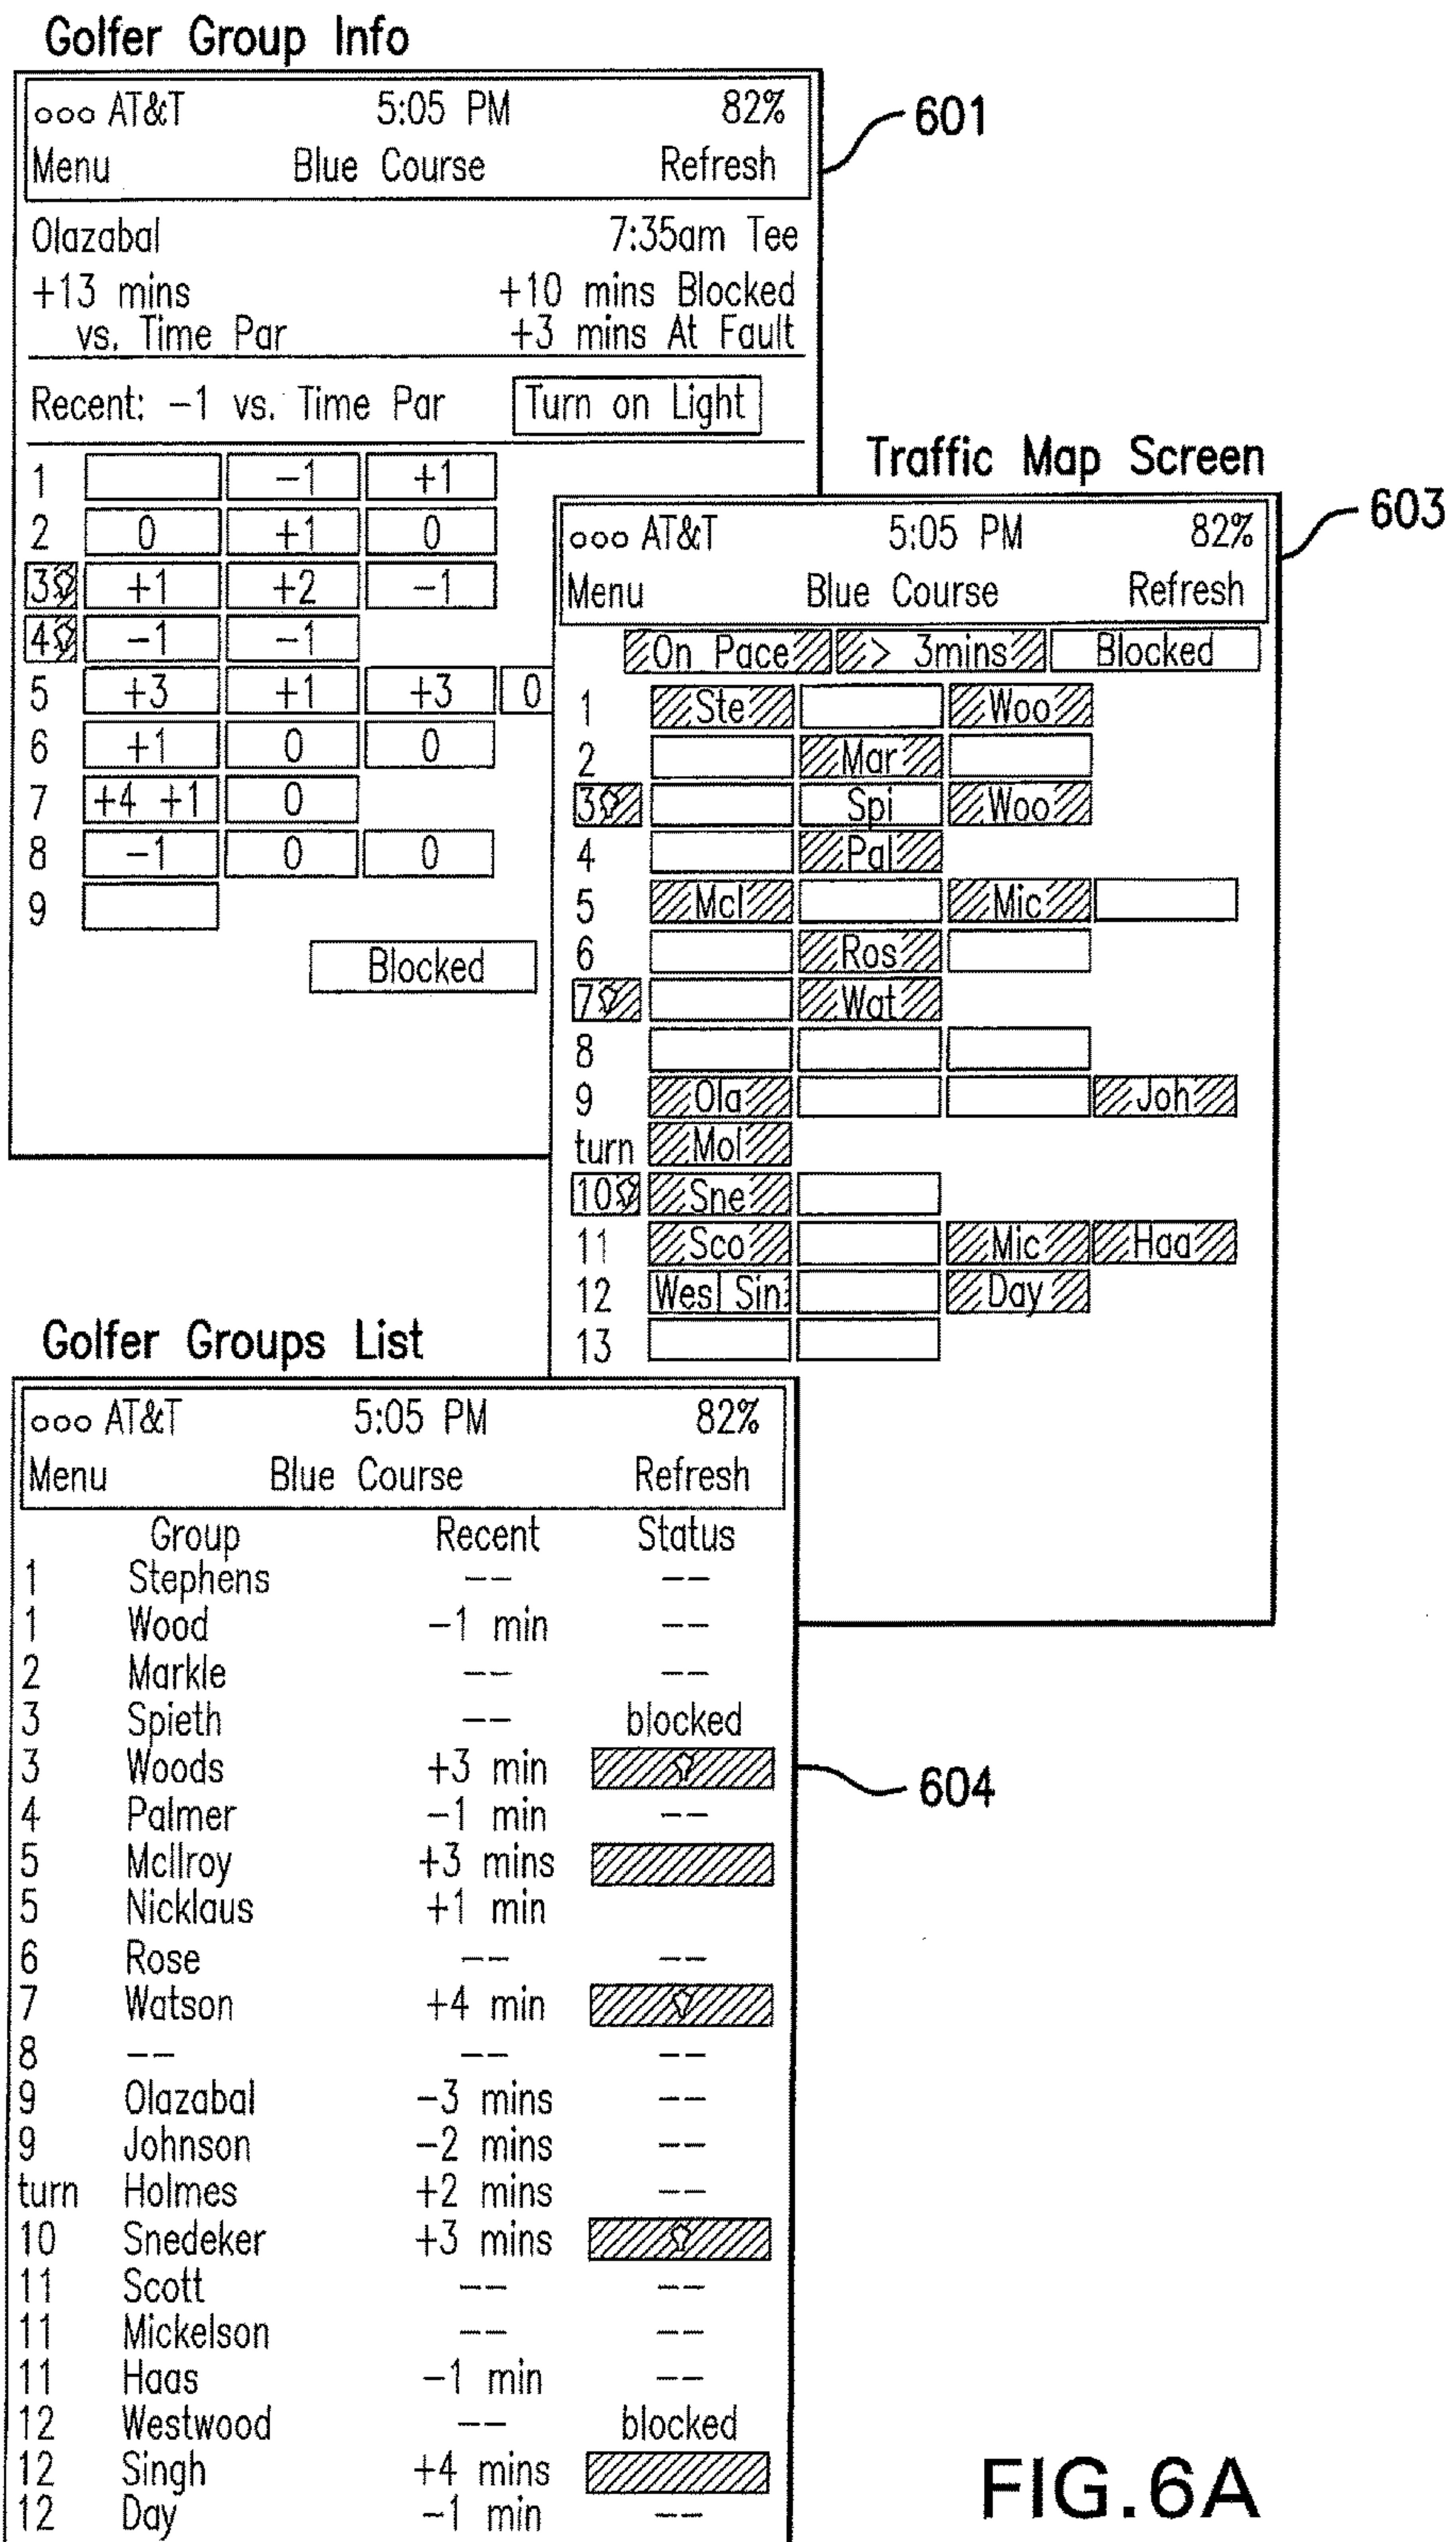 Golfer Group Info
ooo AT&T 5:05 PM 82%
Menu Blue Course Refresh
601
Olazabal 7:35am Tee
+13 mins +10 mins Blocked
vs. Time Par +3 mins At Fault
Recent: -1 vs. Time Par Turn on Light
1 -1 +1
2 0 +1 0
3 +1 +2 -1
4 -1 -1
5 +3 +1 +3 0
6 +1 0 0
7 +4 +1 0
8 -1 0 0
9
Blocked
Traffic Map Screen
ooo AT&T 5:05 PM 82%
Menu Blue Course Refresh
603
On Pace > 3mins Blocked
1 Ste Woo
2 Mar
3 Spi Woo
4 Pal
5 McI Mic
6 Ros
7 Wat
8
9 Ola Joh
turn Mol
10 Sne
11 Sco Mic Haa
12 Wes Sin Day
13
Golfer Groups List
ooo AT&T 5:05 PM 82%
Menu Blue Course Refresh
Group Recent Status
1 Stephens -- --
1 Wood -1 min --
2 Markle -- --
3 Spieth -- blocked
3 Woods +3 min
604
4 Palmer -1 min --
5 McIlroy +3 mins
5 Nicklaus +1 min
6 Rose -- --
7 Watson +4 min
8 -- -- --
9 Olazabal -3 mins --
9 Johnson -2 mins --
turn Holmes +2 mins --
10 Snedeker +3 mins
11 Scott -- --
11 Mickelson -- --
11 Haas -1 min --
12 Westwood -- blocked
12 Singh +4 mins
12 Day -1 min --
FIG.6A